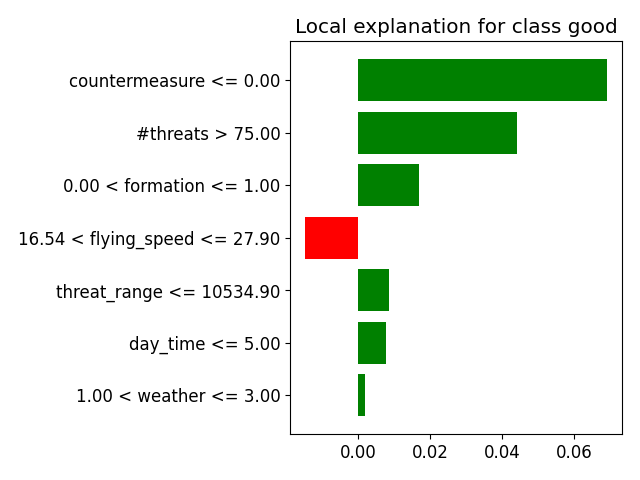 Local explanation for class good
countermeasure <= 0.00
#threats > 75.00
0.00 < formation <= 1.00
16.54 < flying_speed <= 27.90
threat_range <= 10534.90
day_time <= 5.00
1.00 < weather <= 3.00
0.00 0.02 0.04 0.06